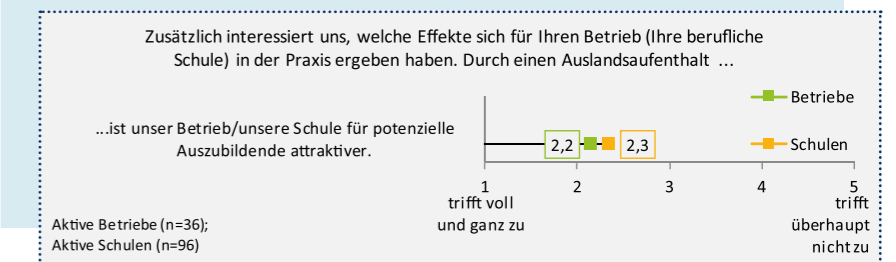 Zusätzlich interessiert uns, welche Effekte sich für Ihren Betrieb (Ihre berufliche
Schule) in der Praxis ergeben haben. Durch einen Auslandsaufenthalt ...
Betriebe
...ist unser Betrieb/unsere Schule für potenzielle
Auszubildende attraktiver.
2,2
2,3
Schulen
1 2 3 4 5
trifft voll
und ganz zu
trifft
überhaupt
nicht zu
Aktive Betriebe (n=36);
Aktive Schulen (n=96)